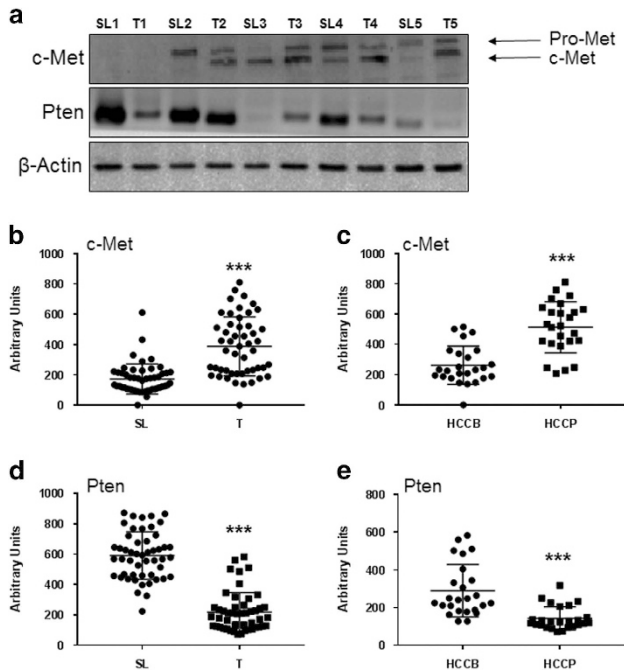 a
SL1 T1 SL2 T2 SL3 T3 SL4 T4 SL5 T5
c-Met
Pro-Met
c-Met
Pten
β-Actin
b
c-Met
Arbitrary Units
1000
800
600
400
200
0
***
SL T
c
c-Met
Arbitrary Units
1000
800
600
400
200
0
***
HCCB HCCP
d
Pten
Arbitrary Units
1000
800
600
400
200
0
***
SL T
e
Pten
Arbitrary Units
800
600
400
200
0
***
HCCB HCCP